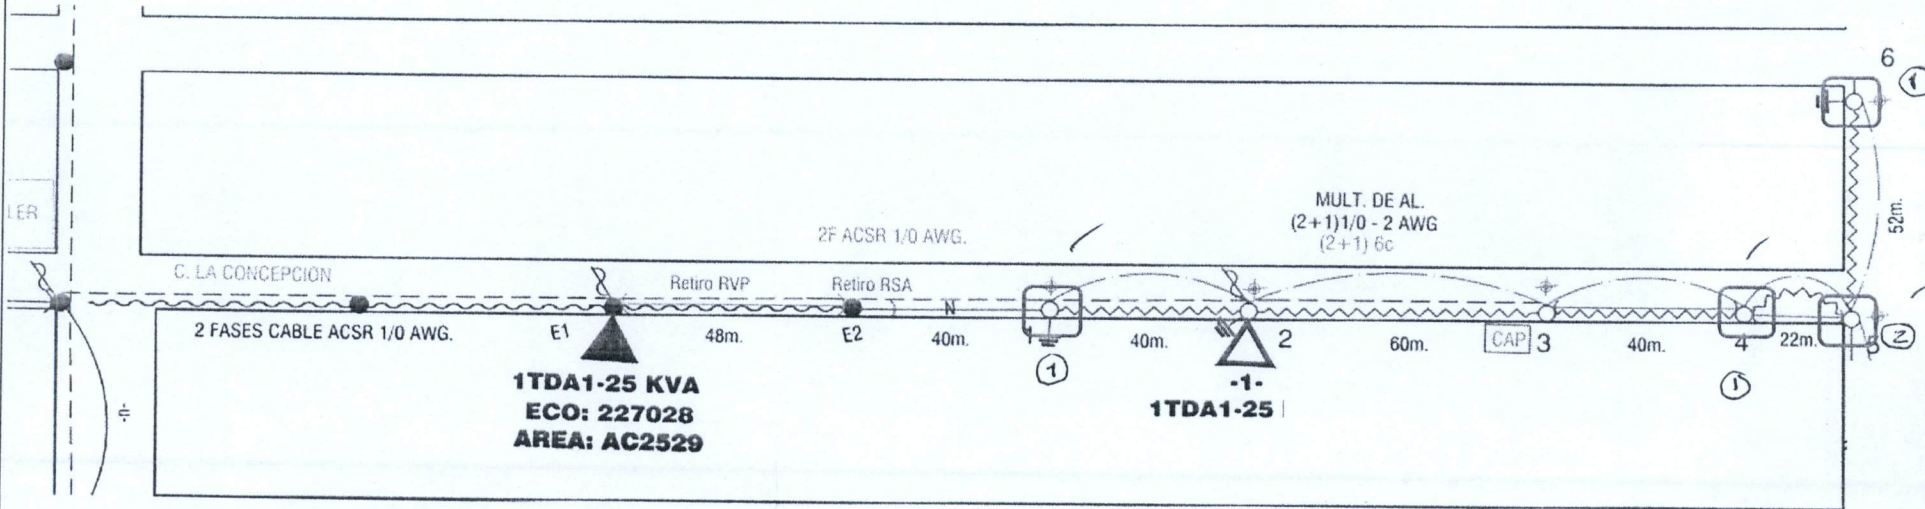 6
1
LER
MULT. DE AL.
(2+1)1/0 - 2 AWG
(2+1) 6c
52m.
2F ACSR 1/0 AWG.
C. LA CONCEPCION
Retiro RVP
Retiro RSA
N
2 FASES CABLE ACSR 1/0 AWG.
E1
48m.
E2
40m.
1
40m.
2
60m.
CAP
3
40m.
4
22m.
5
2
1
1
1TDA1-25 KVA
ECO: 227028
AREA: AC2529
-1-
1TDA1-25